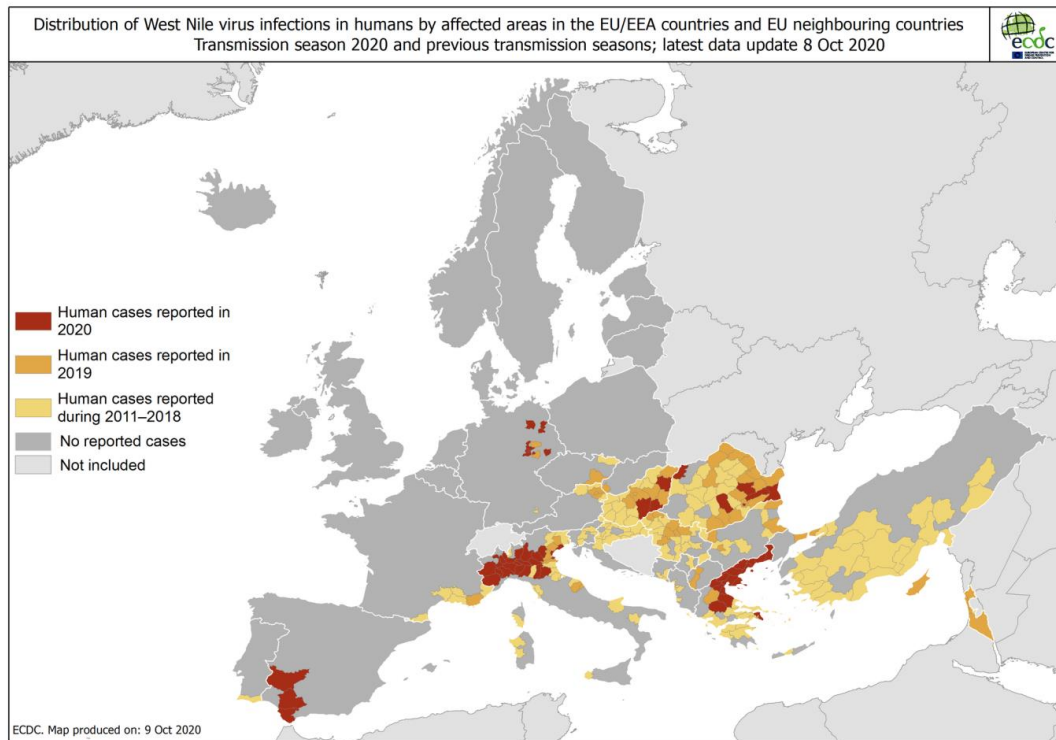 Distribution of West Nile virus infections in humans by affected areas in the EU/EEA countries and EU neighbouring countries
Transmission season 2020 and previous transmission seasons; latest data update 8 Oct 2020
ecdc
Human cases reported in
2020
Human cases reported in
2019
Human cases reported
during 2011–2018
No reported cases
Not included
ECDC. Map produced on: 9 Oct 2020